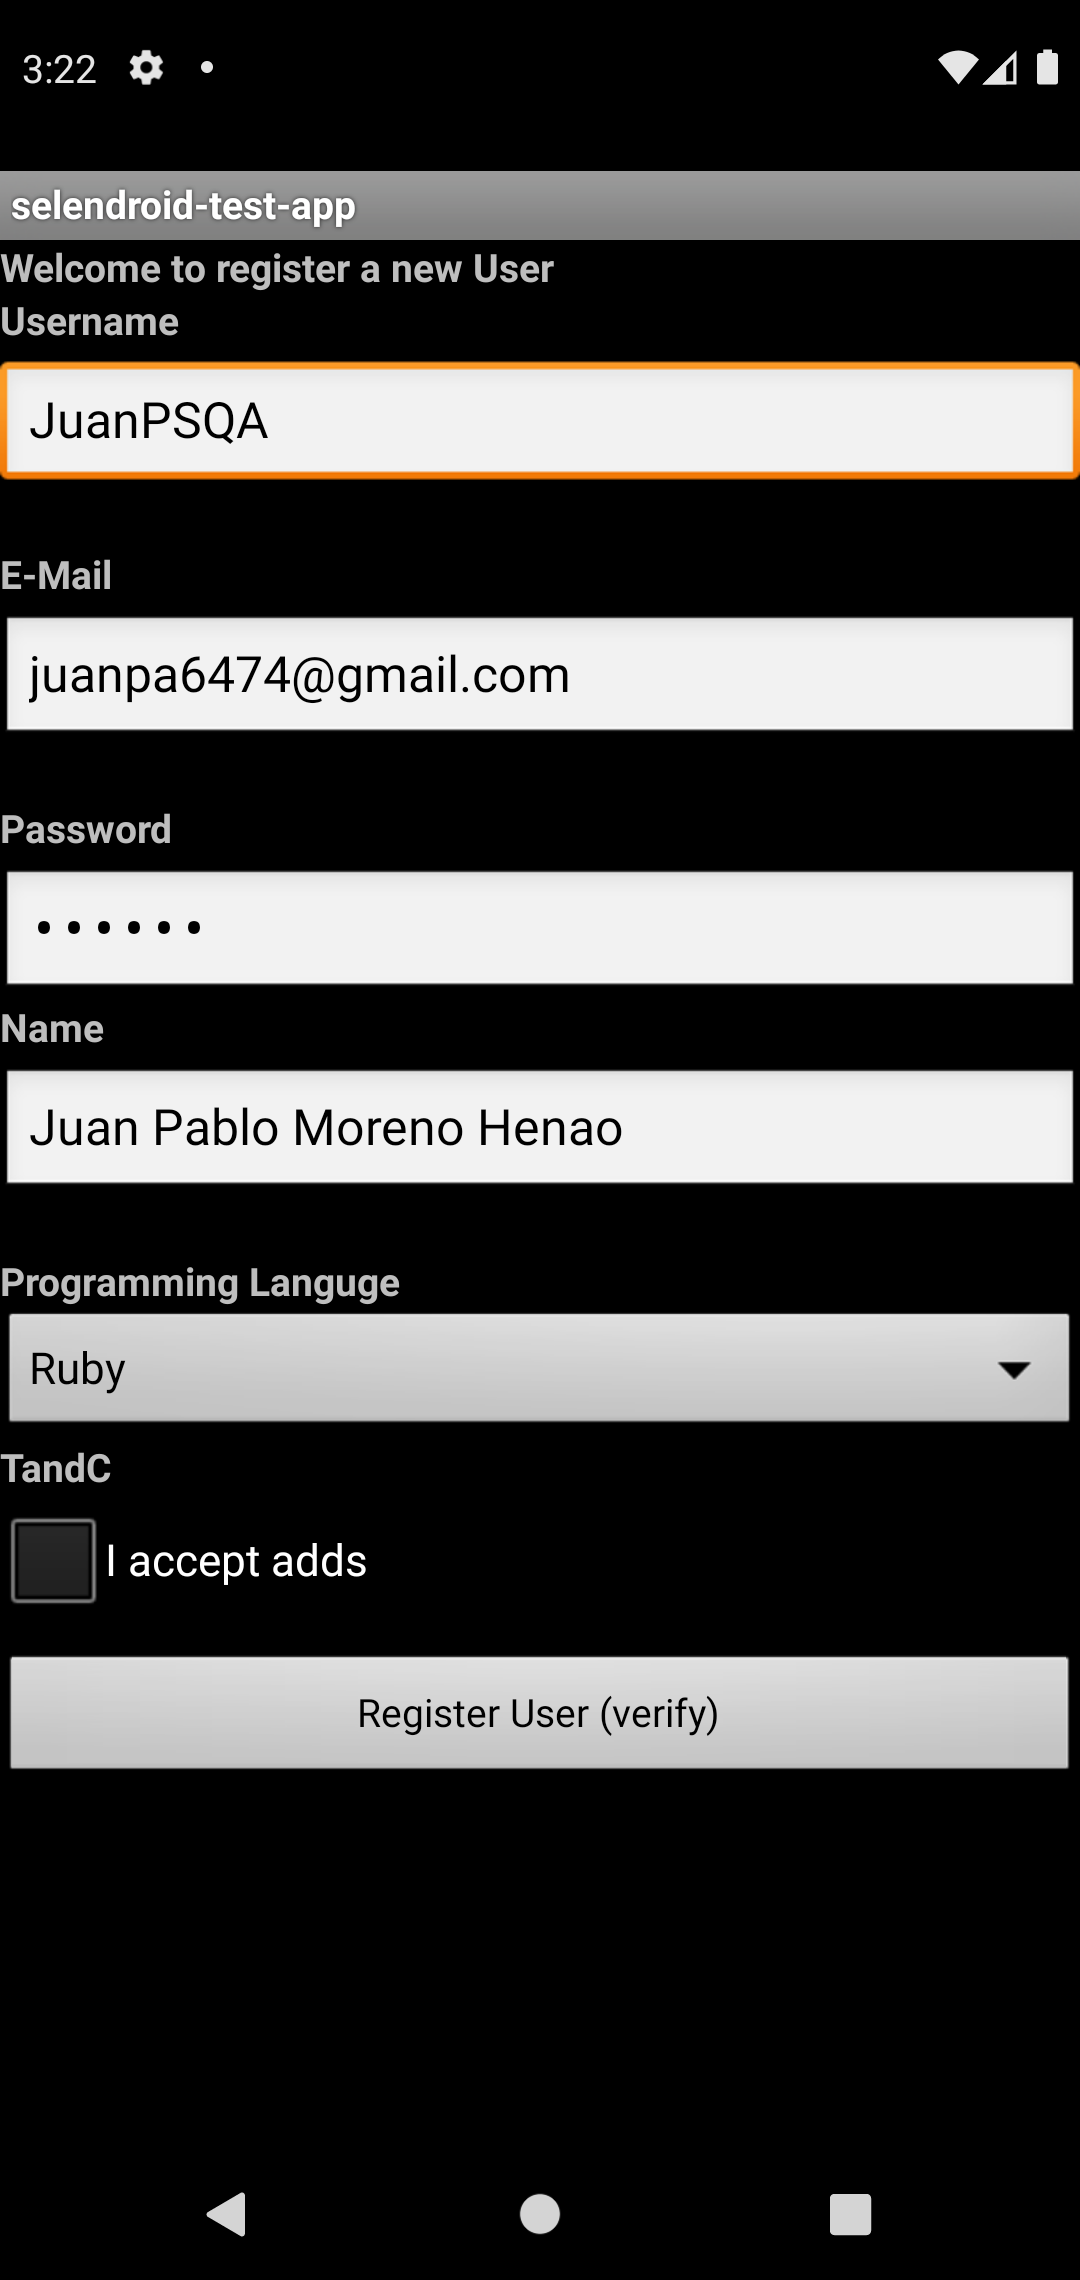 3:22
selendroid-test-app
Welcome to register a new User
Username
JuanPSQA
E-Mail
juanpa6474@gmail.com
Password
••••••
Name
Juan Pablo Moreno Henao
Programming Languge
Ruby
TandC
I accept adds
Register User (verify)